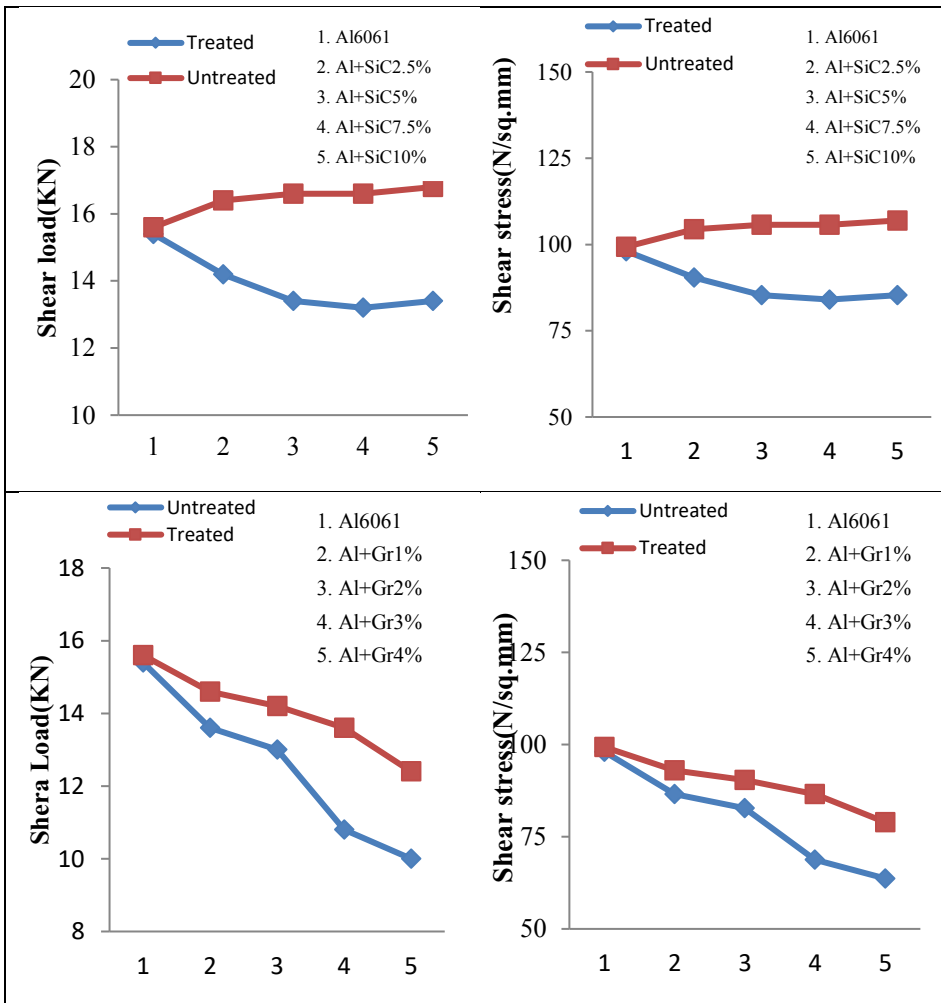 Treated
Untreated
1. Al6061
2. Al+SiC2.5%
3. Al+SiC5%
4. Al+SiC7.5%
5. Al+SiC10%
Shear load(KN)
20
18
16
14
12
10
1 2 3 4 5
Treated
Untreated
1. Al6061
2. Al+SiC2.5%
3. Al+SiC5%
4. Al+SiC7.5%
5. Al+SiC10%
Shear stress(N/sq.mm)
150
125
100
75
50
1 2 3 4 5
Untreated
Treated
1. Al6061
2. Al+Gr1%
3. Al+Gr2%
4. Al+Gr3%
5. Al+Gr4%
Shera Load(KN)
18
16
14
12
10
8
1 2 3 4 5
Untreated
Treated
1. Al6061
2. Al+Gr1%
3. Al+Gr2%
4. Al+Gr3%
5. Al+Gr4%
Shear stress(N/sq.mm)
150
125
100
75
50
1 2 3 4 5